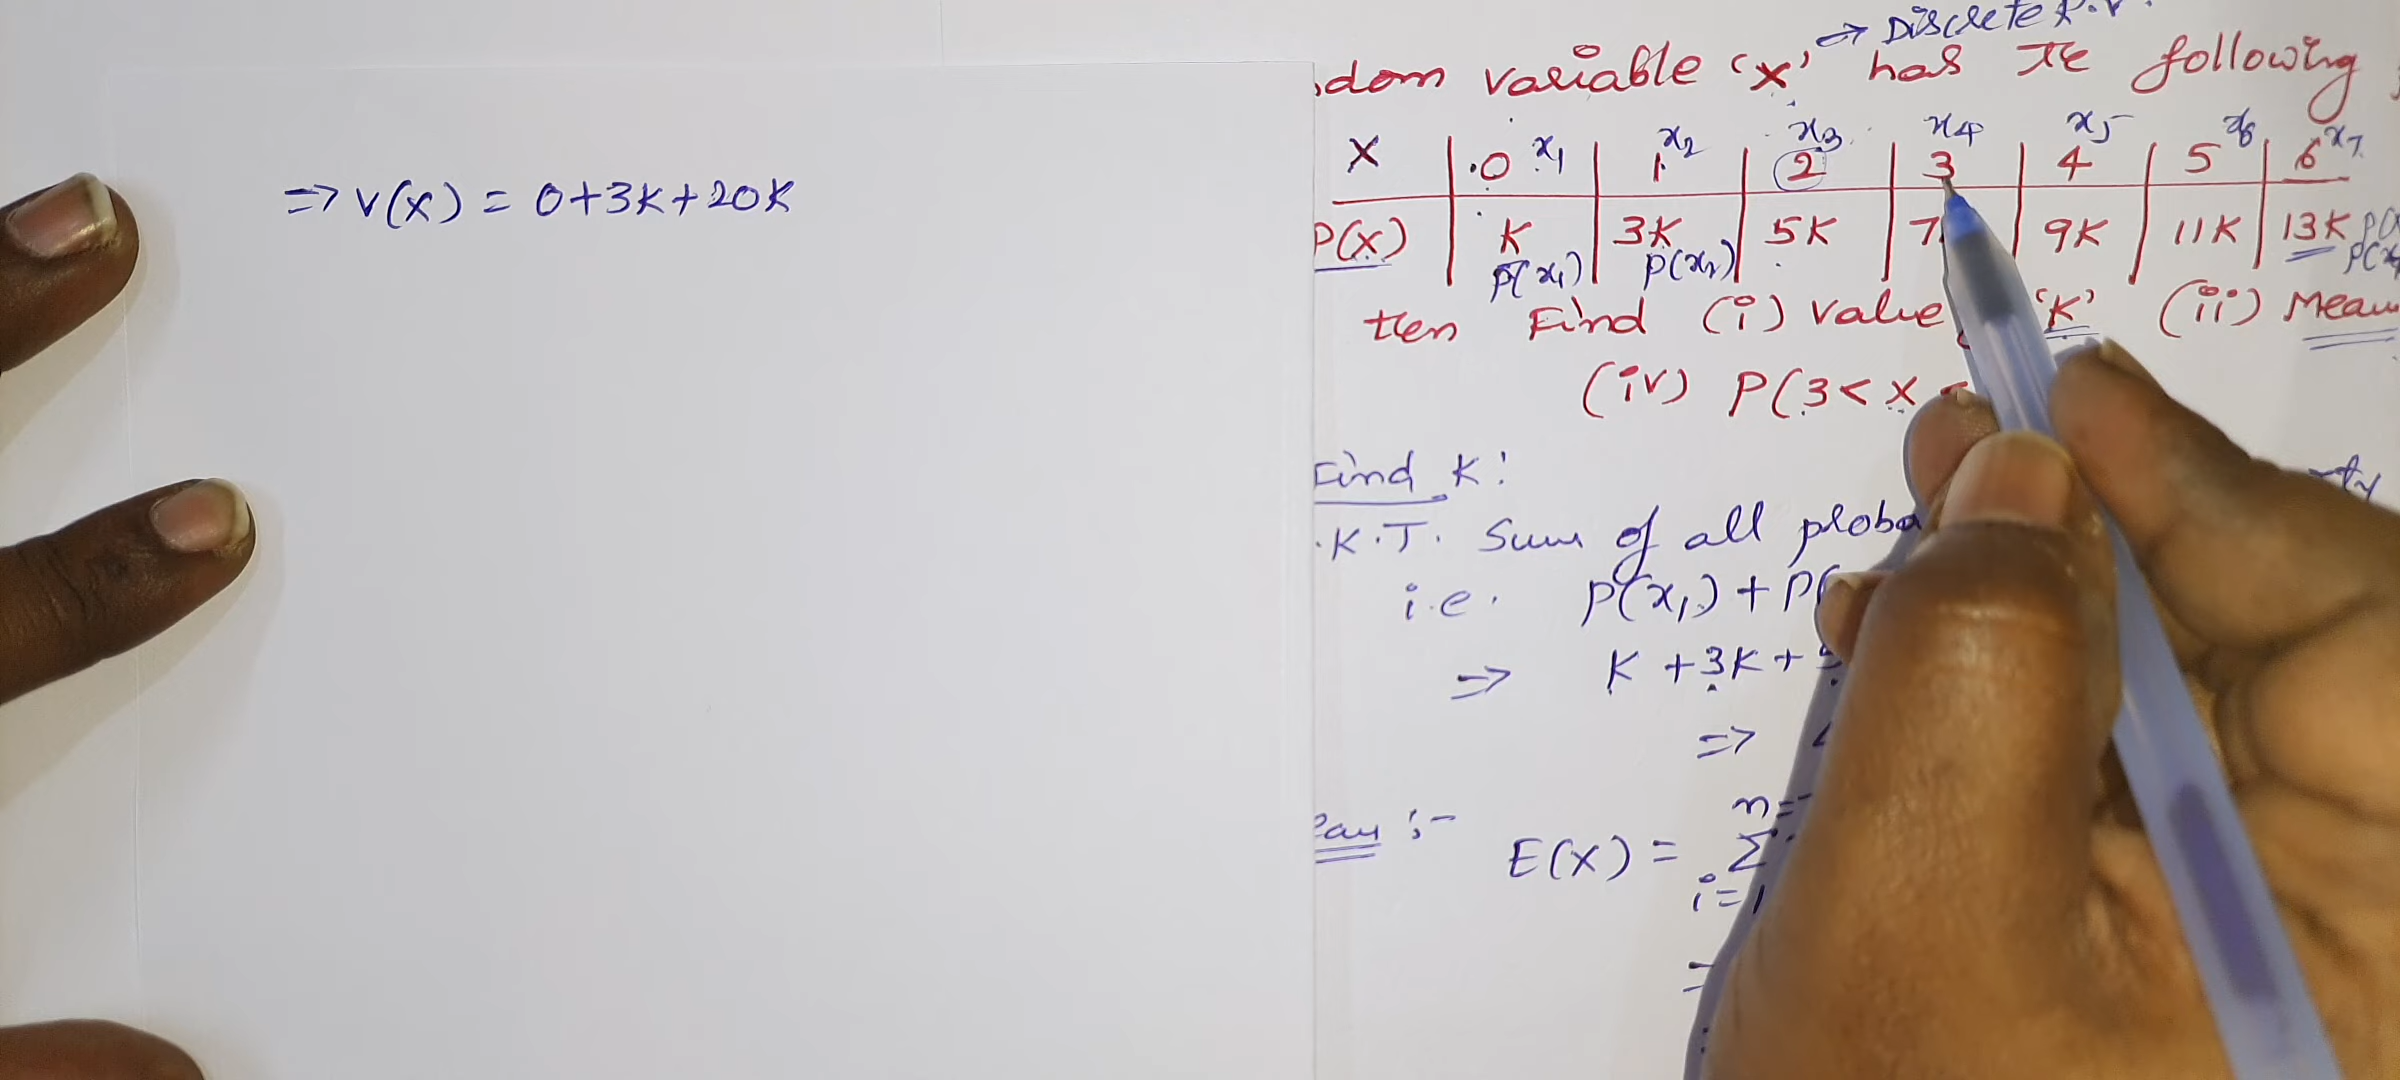 ⇒ V(X) = 0+3K+20K
→ Discrete R.V.
dom variable 'X' has the following
X | 0 x1 | 1 x2 | 2 x3 | 3 x4 | 4 x5 | 5 x6 | 6 x7
P(X) | K | 3K | 5K | 7 | 9K | 11K | 13K
P(x1) P(x2)
then Find (i) value 'K' (ii) Mean
(iv) P(3 < X
Find K:
.K.T. Sum of all proba
i.e. P(x1) + P(
⇒ K + 3K +
⇒
ean :- E(X) = Σ
n=
i=1
=